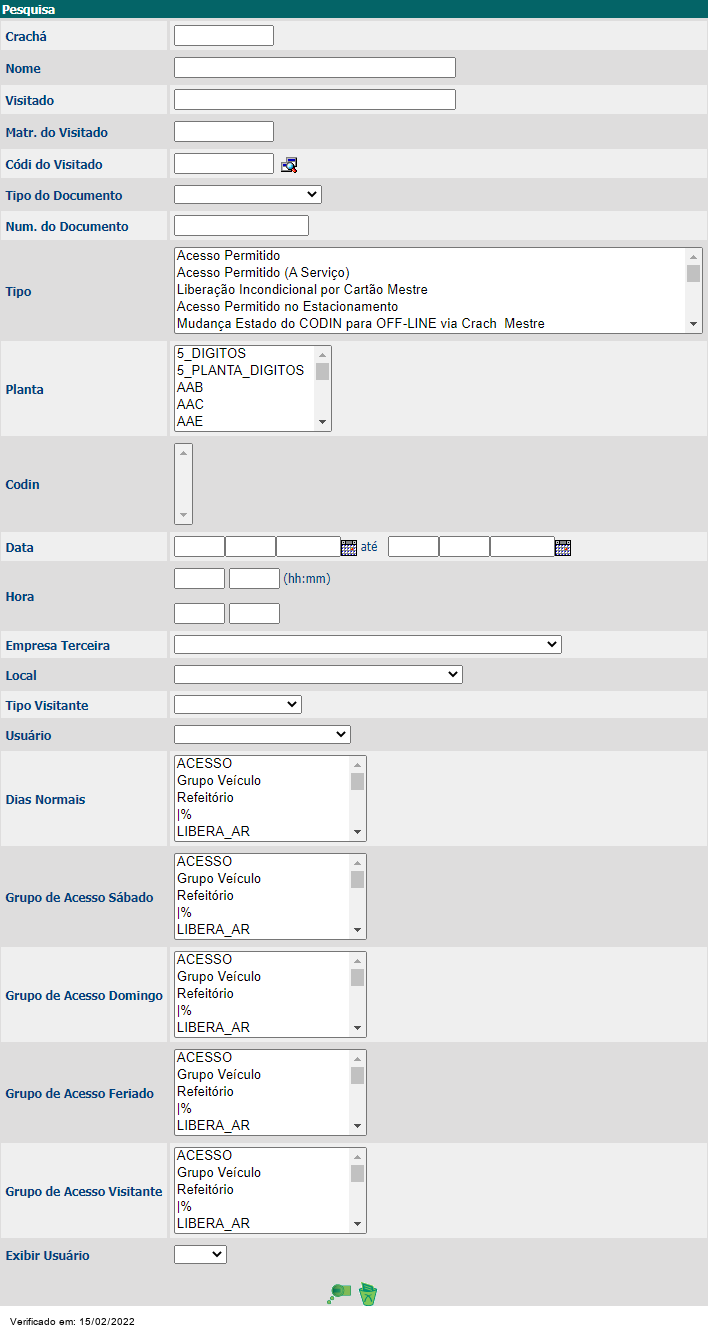 Pesquisa
Crachá
Nome
Visitado
Matr. do Visitado
Códi do Visitado
Tipo do Documento
Num. do Documento
Tipo
Acesso Permitido
Acesso Permitido (A Serviço)
Liberação Incondicional por Cartão Mestre
Acesso Permitido no Estacionamento
Mudança Estado do CODIN para OFF-LINE via Crach Mestre
Planta
5_DIGITOS
5_PLANTA_DIGITOS
AAB
AAC
AAE
Codin
Data
até
Hora
(hh:mm)
Empresa Terceira
Local
Tipo Visitante
Usuário
Dias Normais
ACESSO
Grupo Veículo
Refeitório
|%
LIBERA_AR
Grupo de Acesso Sábado
ACESSO
Grupo Veículo
Refeitório
|%
LIBERA_AR
Grupo de Acesso Domingo
ACESSO
Grupo Veículo
Refeitório
|%
LIBERA_AR
Grupo de Acesso Feriado
ACESSO
Grupo Veículo
Refeitório
|%
LIBERA_AR
Grupo de Acesso Visitante
ACESSO
Grupo Veículo
Refeitório
|%
LIBERA_AR
Exibir Usuário
Verificado em: 15/02/2022